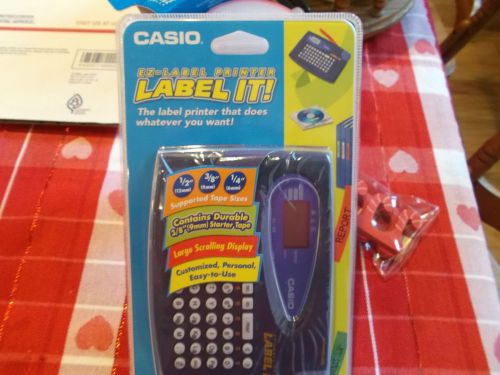 CASIO
EZ-LABEL PRINTER
LABEL IT!
The label printer that does
whatever you want!
1/2"
(12mm)
3/8"
(9mm)
1/4"
(6mm)
Supported Tape Sizes
Contains Durable
3/8"(9mm) Starter Tape
Large Scrolling Display
Customized, Personal,
Easy-to-Use
CASIO
LABEL
REPORT